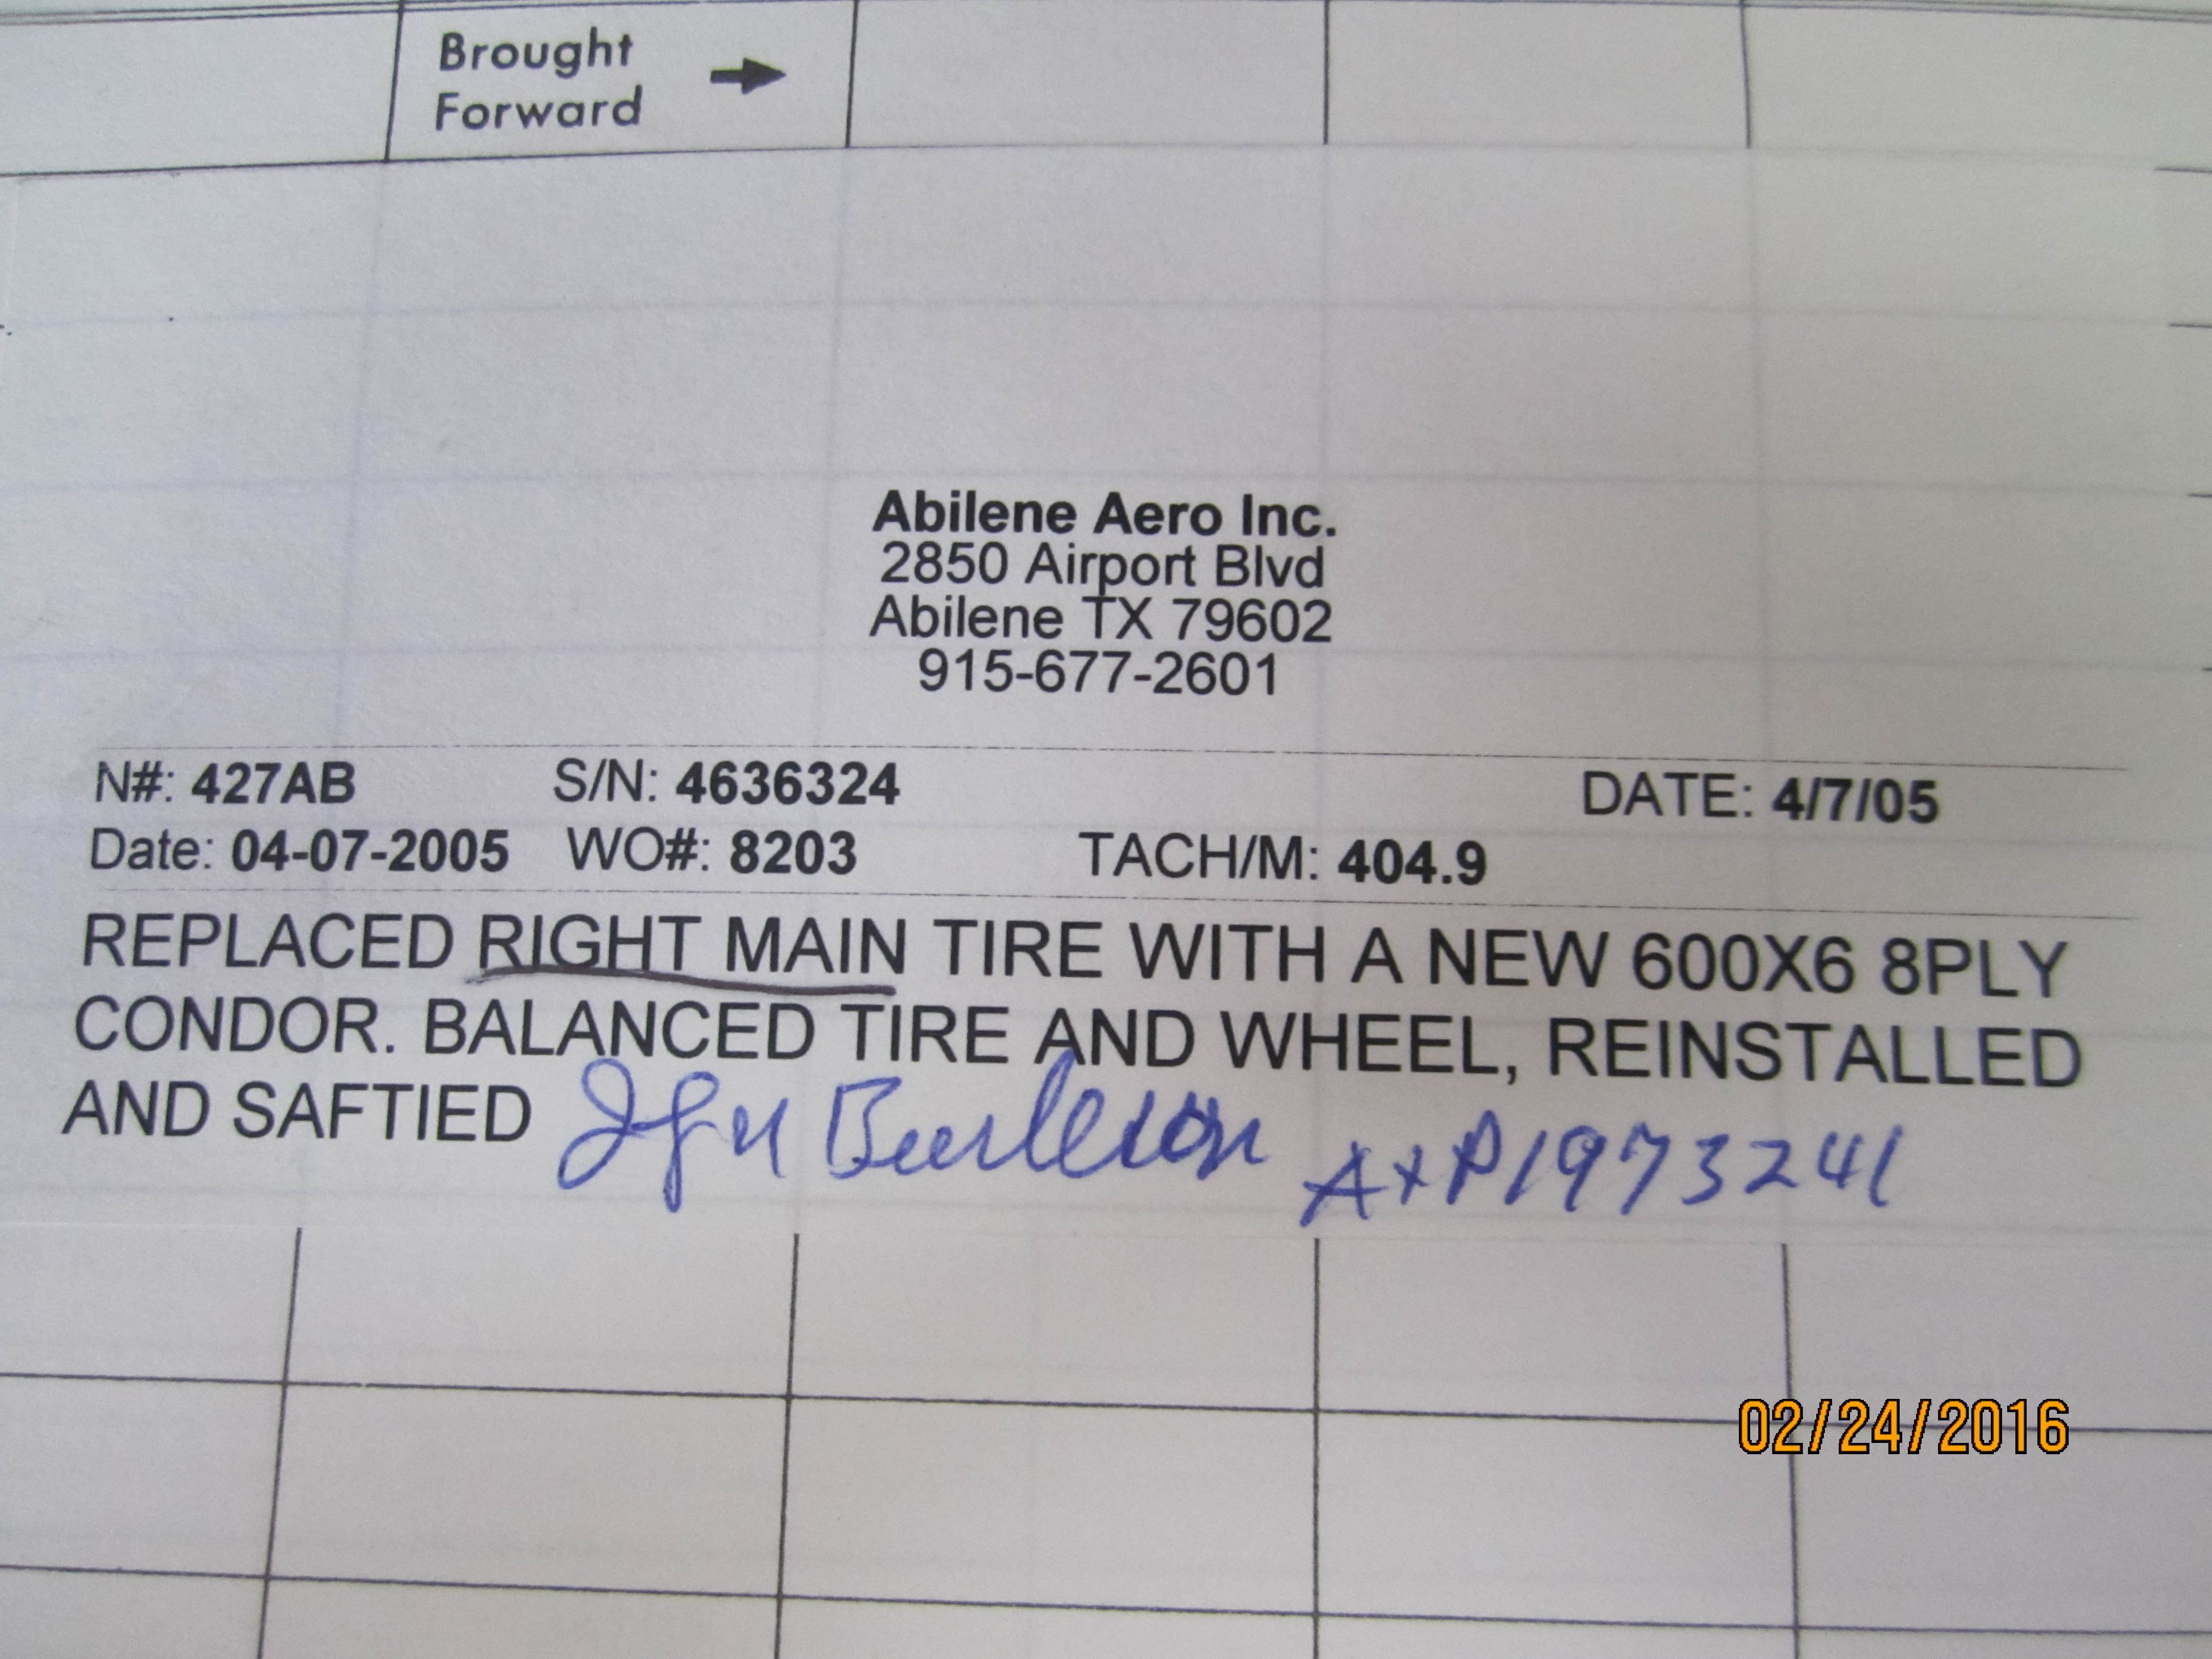 Brought
Forward
Abilene Aero Inc.
2850 Airport Blvd
Abilene TX 79602
915-677-2601
N#: 427AB S/N: 4636324 DATE: 4/7/05
Date: 04-07-2005 WO#: 8203 TACH/M: 404.9
REPLACED RIGHT MAIN TIRE WITH A NEW 600X6 8PLY
CONDOR. BALANCED TIRE AND WHEEL, REINSTALLED
AND SAFTIED Burleson A+P1973241
02/24/2016